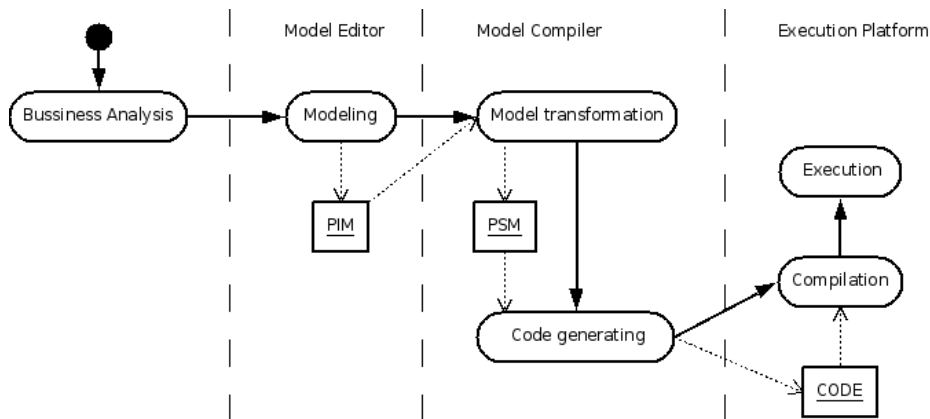 Model Editor
Model Compiler
Execution Platform
Bussiness Analysis
Modeling
Model transformation
Execution
PIM
PSM
Compilation
Code generating
CODE